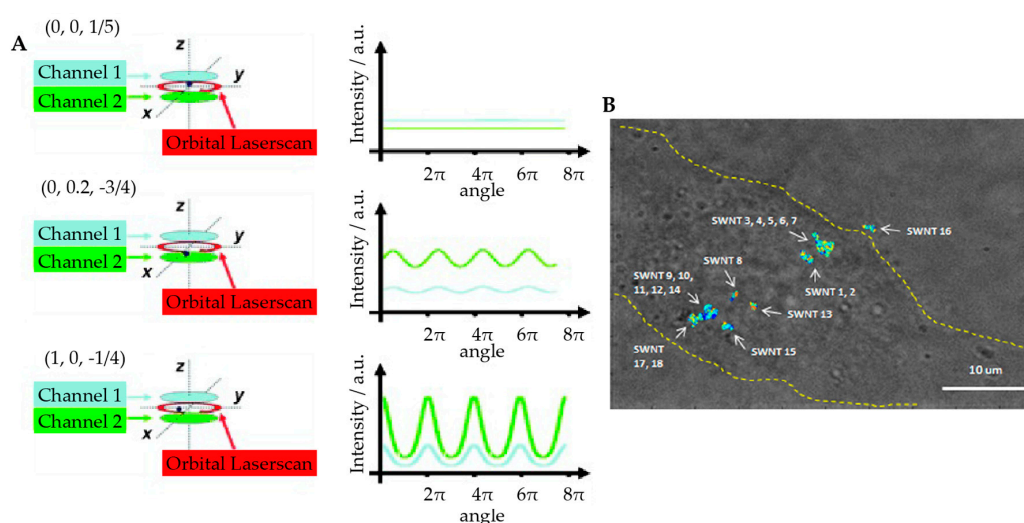 A
(0, 0, 1/5)
z
y
x
Channel 1
Channel 2
Orbital Laserscan
Intensity / a.u.
2π 4π 6π 8π
angle
(0, 0.2, -3/4)
z
y
x
Channel 1
Channel 2
Orbital Laserscan
Intensity / a.u.
2π 4π 6π 8π
angle
(1, 0, -1/4)
z
y
x
Channel 1
Channel 2
Orbital Laserscan
Intensity / a.u.
2π 4π 6π 8π
angle
B
SWNT 3, 4, 5, 6, 7
SWNT 16
SWNT 8
SWNT 9, 10,
11, 12, 14
SWNT 1, 2
SWNT 13
SWNT
17, 18
SWNT 15
10 um